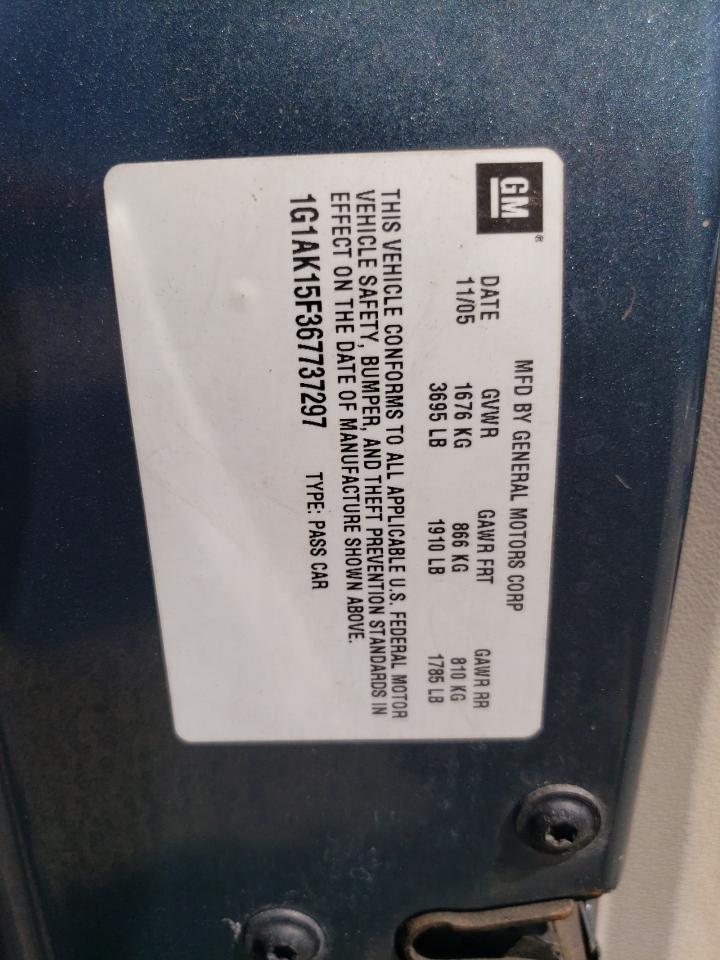 GM®
MFD BY GENERAL MOTORS CORP
DATE GVWR GAWR FRT GAWR RR
11/05 1676 KG 866 KG 810 KG
3695 LB 1910 LB 1785 LB
THIS VEHICLE CONFORMS TO ALL APPLICABLE U.S. FEDERAL MOTOR
VEHICLE SAFETY, BUMPER, AND THEFT PREVENTION STANDARDS IN
EFFECT ON THE DATE OF MANUFACTURE SHOWN ABOVE.
1G1AK15F367737297 TYPE: PASS CAR